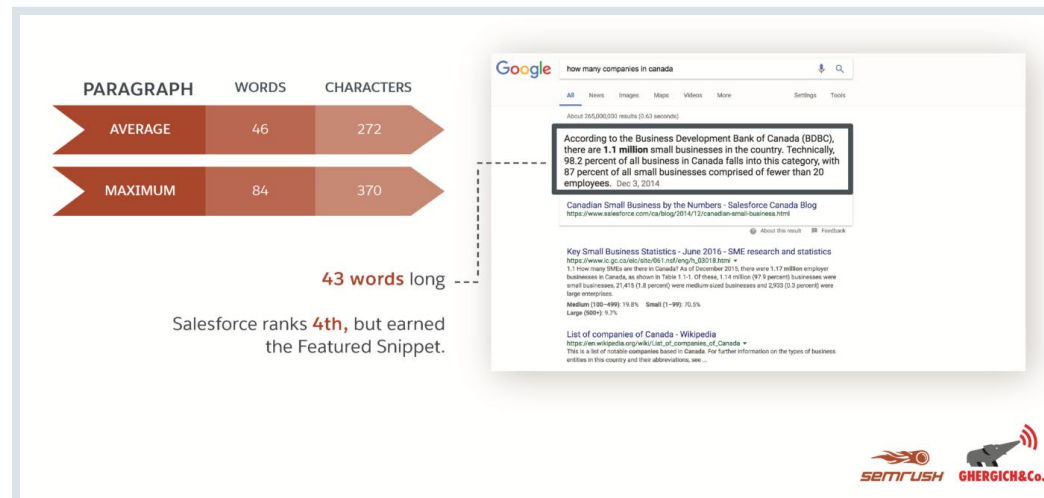 PARAGRAPH WORDS CHARACTERS
AVERAGE 46 272
MAXIMUM 84 370
43 words long
Salesforce ranks 4th, but earned
the Featured Snippet.
Google
how many companies in canada
All News Images Maps Videos More Settings Tools
About 265,000,000 results (0.63 seconds)
According to the Business Development Bank of Canada (BDBC),
there are 1.1 million small businesses in the country. Technically,
98.2 percent of all business in Canada falls into this category, with
87 percent of all small businesses comprised of fewer than 20
employees. Dec 3, 2014
Canadian Small Business by the Numbers - Salesforce Canada Blog
https://www.salesforce.com/ca/blog/2014/12/canadian-small-business.html
About this result Feedback
Key Small Business Statistics - June 2016 - SME research and statistics
https://www.ic.gc.ca/eic/site/061.nsf/eng/h_03018.html
1.1 How many SMEs are there in Canada? As of December 2015, there were 1.17 million employer
businesses in Canada, as shown in Table 1.1-1. Of these, 1.14 million (97.9 percent) businesses were
small businesses, 21,415 (1.8 percent) were medium-sized businesses and 2,933 (0.3 percent) were
large enterprises.
Medium (100–499): 19.8% Small (1–99): 70.5%
Large (500+): 9.7%
List of companies of Canada - Wikipedia
https://en.wikipedia.org/wiki/List_of_companies_of_Canada
This is a list of notable companies based in Canada. For further information on the types of business
entities in this country and their abbreviations, see ...
semrush
GHERGICH&Co.